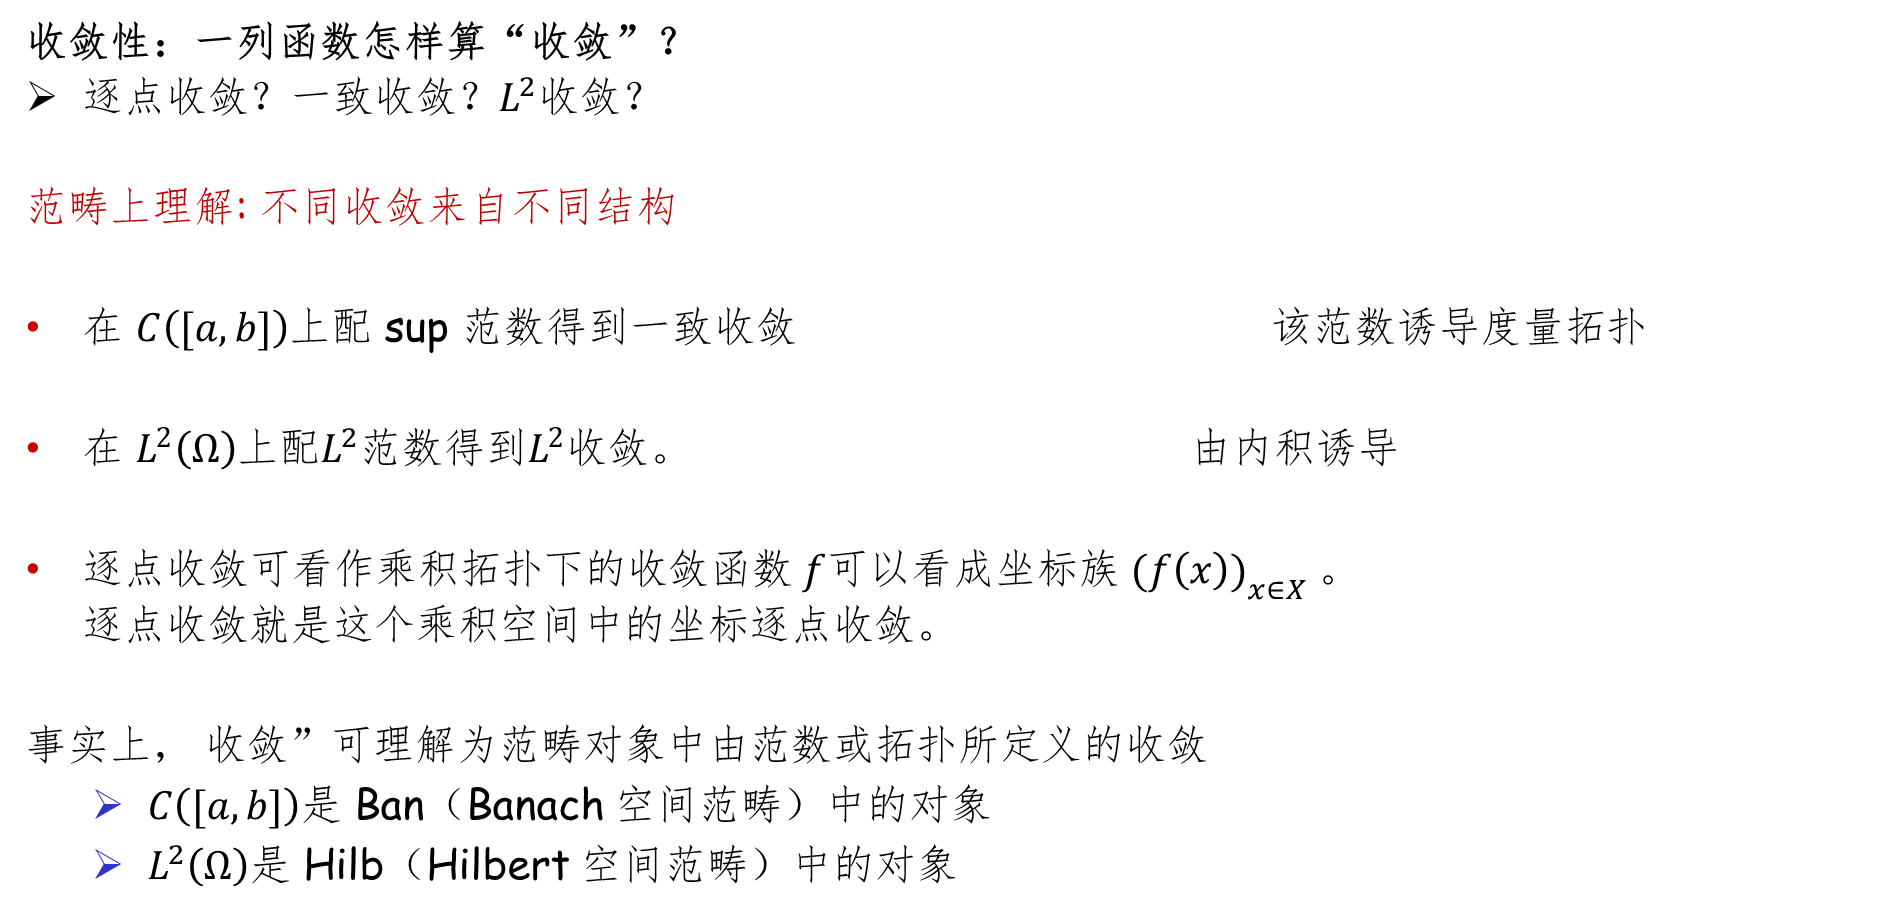 收敛性：一列函数怎样算“收敛”？
➢ 逐点收敛？一致收敛？L²收敛？
范畴上理解: 不同收敛来自不同结构
• 在 C([a, b])上配 sup 范数得到一致收敛 该范数诱导度量拓扑
• 在 L²(Ω)上配L²范数得到L²收敛。 由内积诱导
• 逐点收敛可看作乘积拓扑下的收敛函数 f可以看成坐标族 (f(x))ₓ∈X 。
逐点收敛就是这个乘积空间中的坐标逐点收敛。
事实上， 收敛”可理解为范畴对象中由范数或拓扑所定义的收敛
➢ C([a, b])是 Ban（Banach 空间范畴）中的对象
➢ L²(Ω)是 Hilb（Hilbert 空间范畴）中的对象